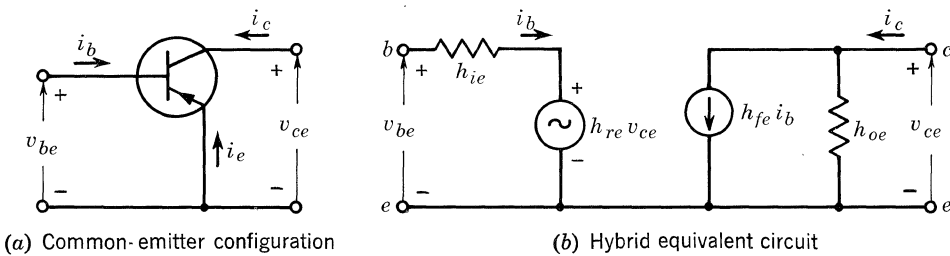 i_b
i_c
+
+
v_be
v_ce
i_e
−
−
(a) Common-emitter configuration
i_b
i_c
b
c
+
h_ie
+
+
v_be
h_re v_ce
h_fe i_b
h_oe
v_ce
−
−
−
e
e
(b) Hybrid equivalent circuit